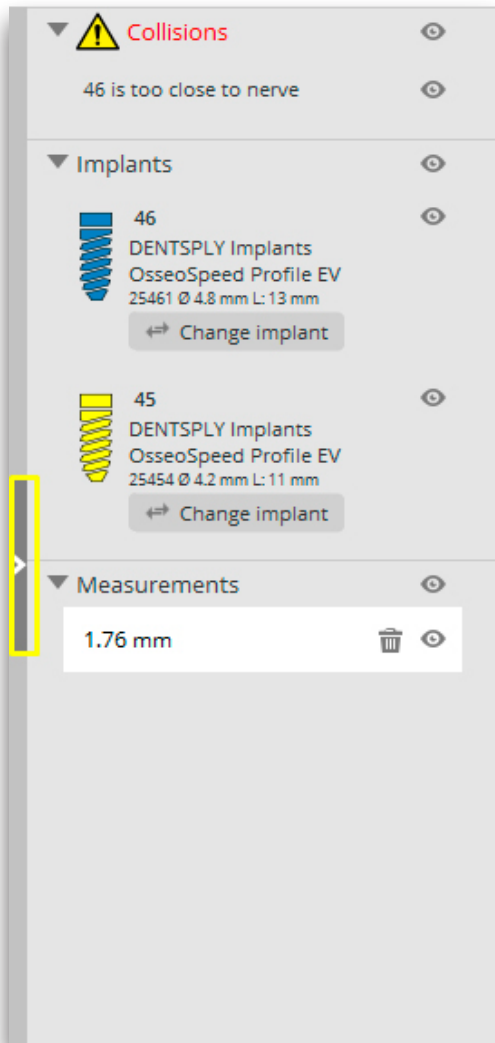 Collisions
46 is too close to nerve
Implants
46
DENTSPLY Implants
OsseoSpeed Profile EV
25461 Ø 4.8 mm L: 13 mm
Change implant
45
DENTSPLY Implants
OsseoSpeed Profile EV
25454 Ø 4.2 mm L: 11 mm
Change implant
Measurements
1.76 mm